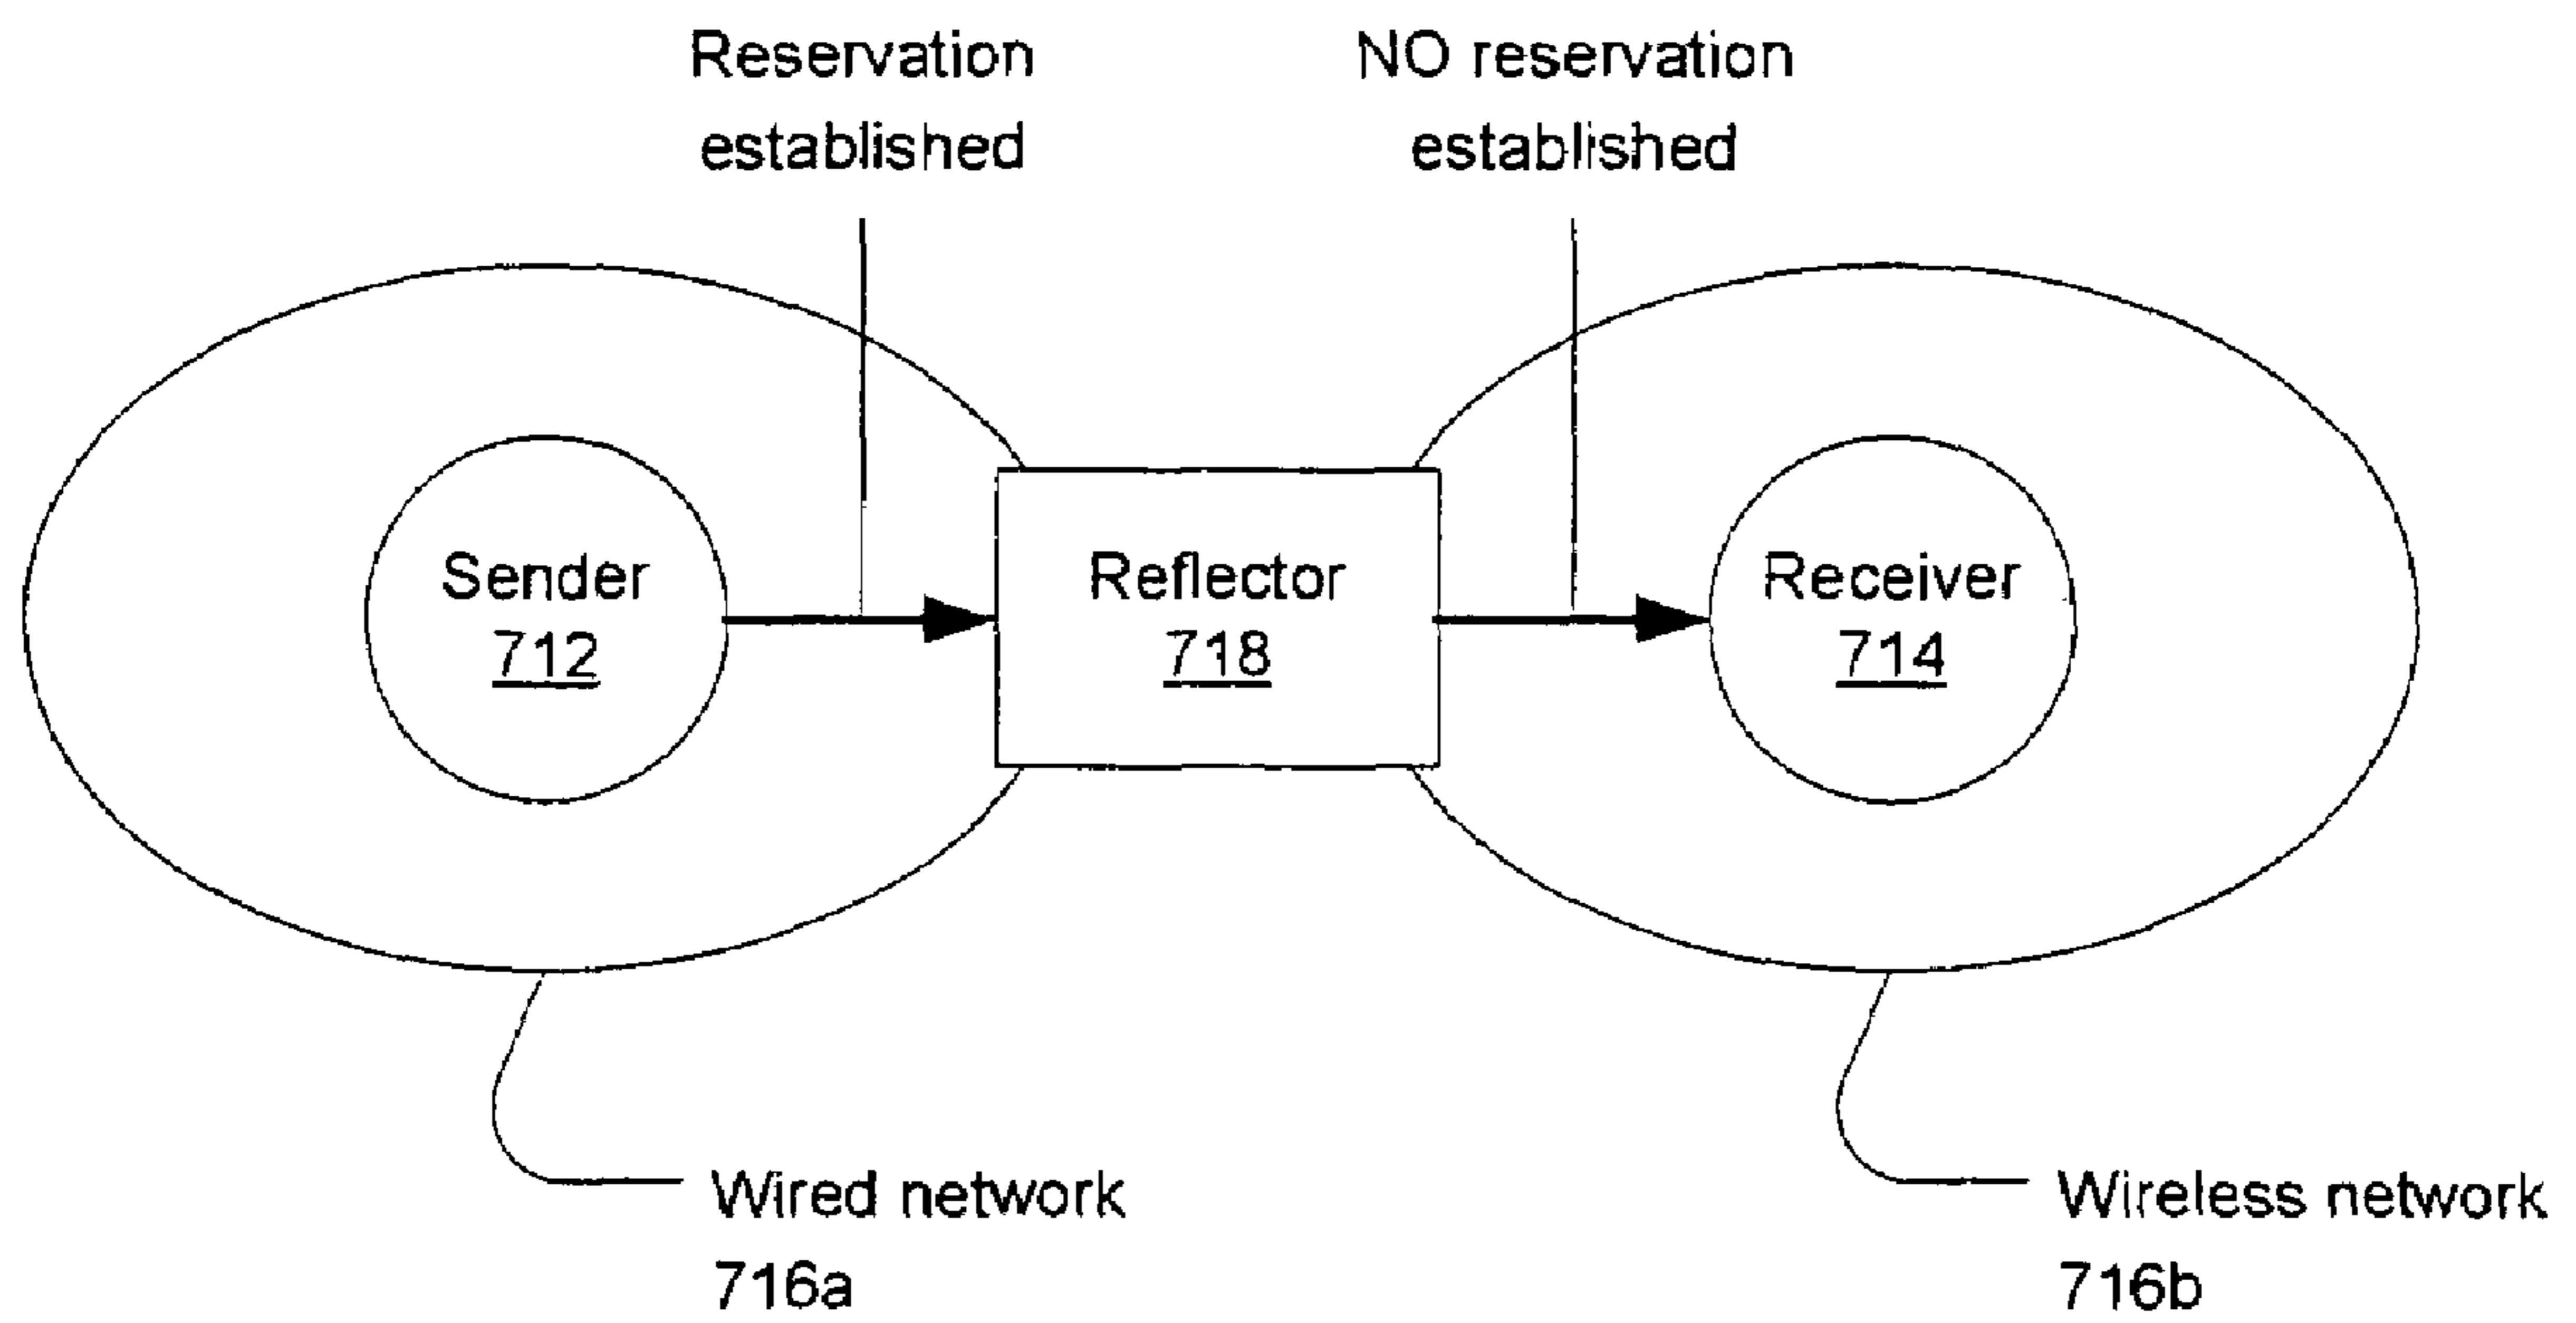 Reservation
established
NO reservation
established
Sender
712
Reflector
718
Receiver
714
Wired network
716a
Wireless network
716b